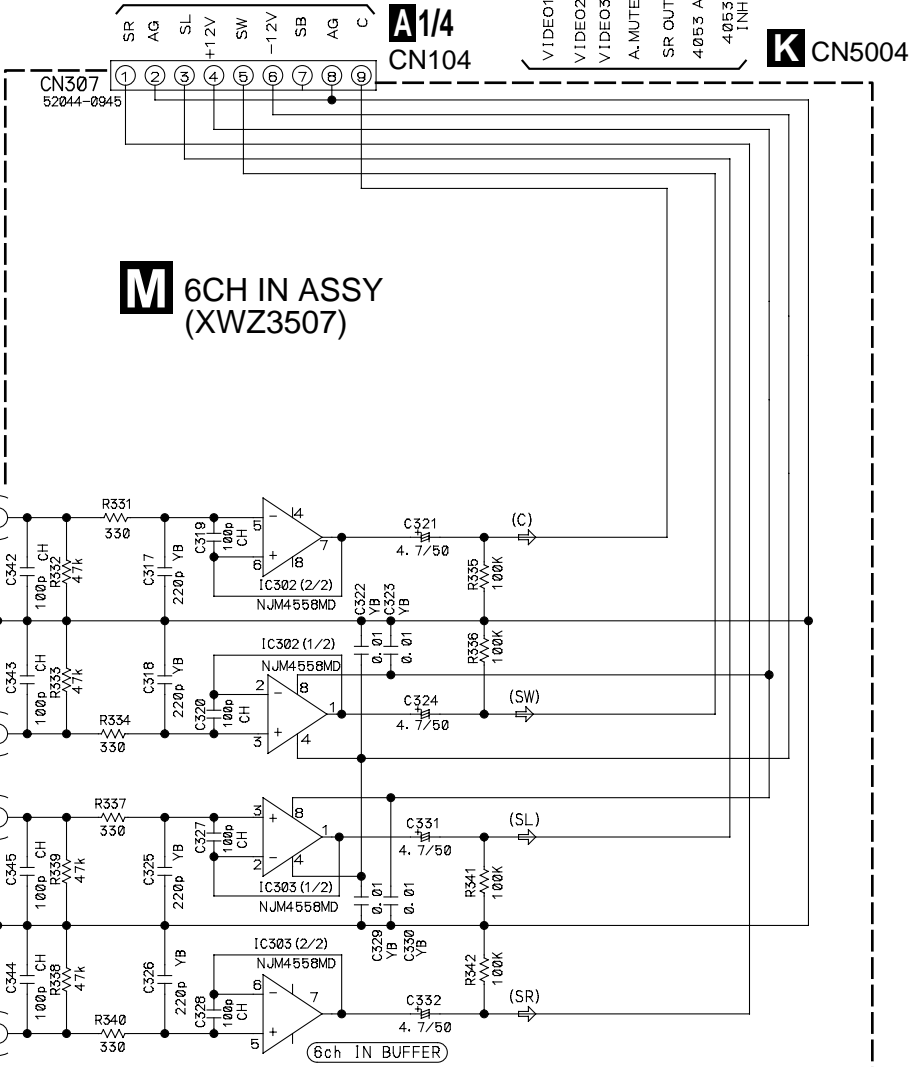 SR AG SL +12V SW −12V SB AG C
A 1/4
CN104
VIDEO1 VIDEO2 VIDEO3 A.MUTE SR OUT 4053 A 4053 INH
K CN5004
CN307
52044-0945
1 2 3 4 5 6 7 8 9
M 6CH IN ASSY
(XWZ3507)
R331
330
C342 100p CH
R332 47k
C317 220p YB
C319 100p CH
5 − 4
6 + 8
7
IC302 (2/2)
NJM4558MD
C321
4.7/50
(C)
R335 100K
C322 YB 0.01
C323 YB 0.01
C343 100p CH
R333 47k
C318 220p YB
R334
330
C320 100p CH
IC302 (1/2)
NJM4558MD
2 − 8
3 + 4
1
C324
4.7/50
(SW)
R336 100K
R337
330
C345 100p CH
R339 47k
C325 220p YB
C327 100p CH
3 + 8
2 − 4
1
IC303 (1/2)
NJM4558MD
C331
4.7/50
(SL)
R341 100K
C329 YB 0.01
C330 YB 0.01
C344 100p CH
R338 47k
C326 220p YB
R340
330
C328 100p CH
IC303 (2/2)
NJM4558MD
6 −
5 +
7
C332
4.7/50
(SR)
R342 100K
6ch IN BUFFER